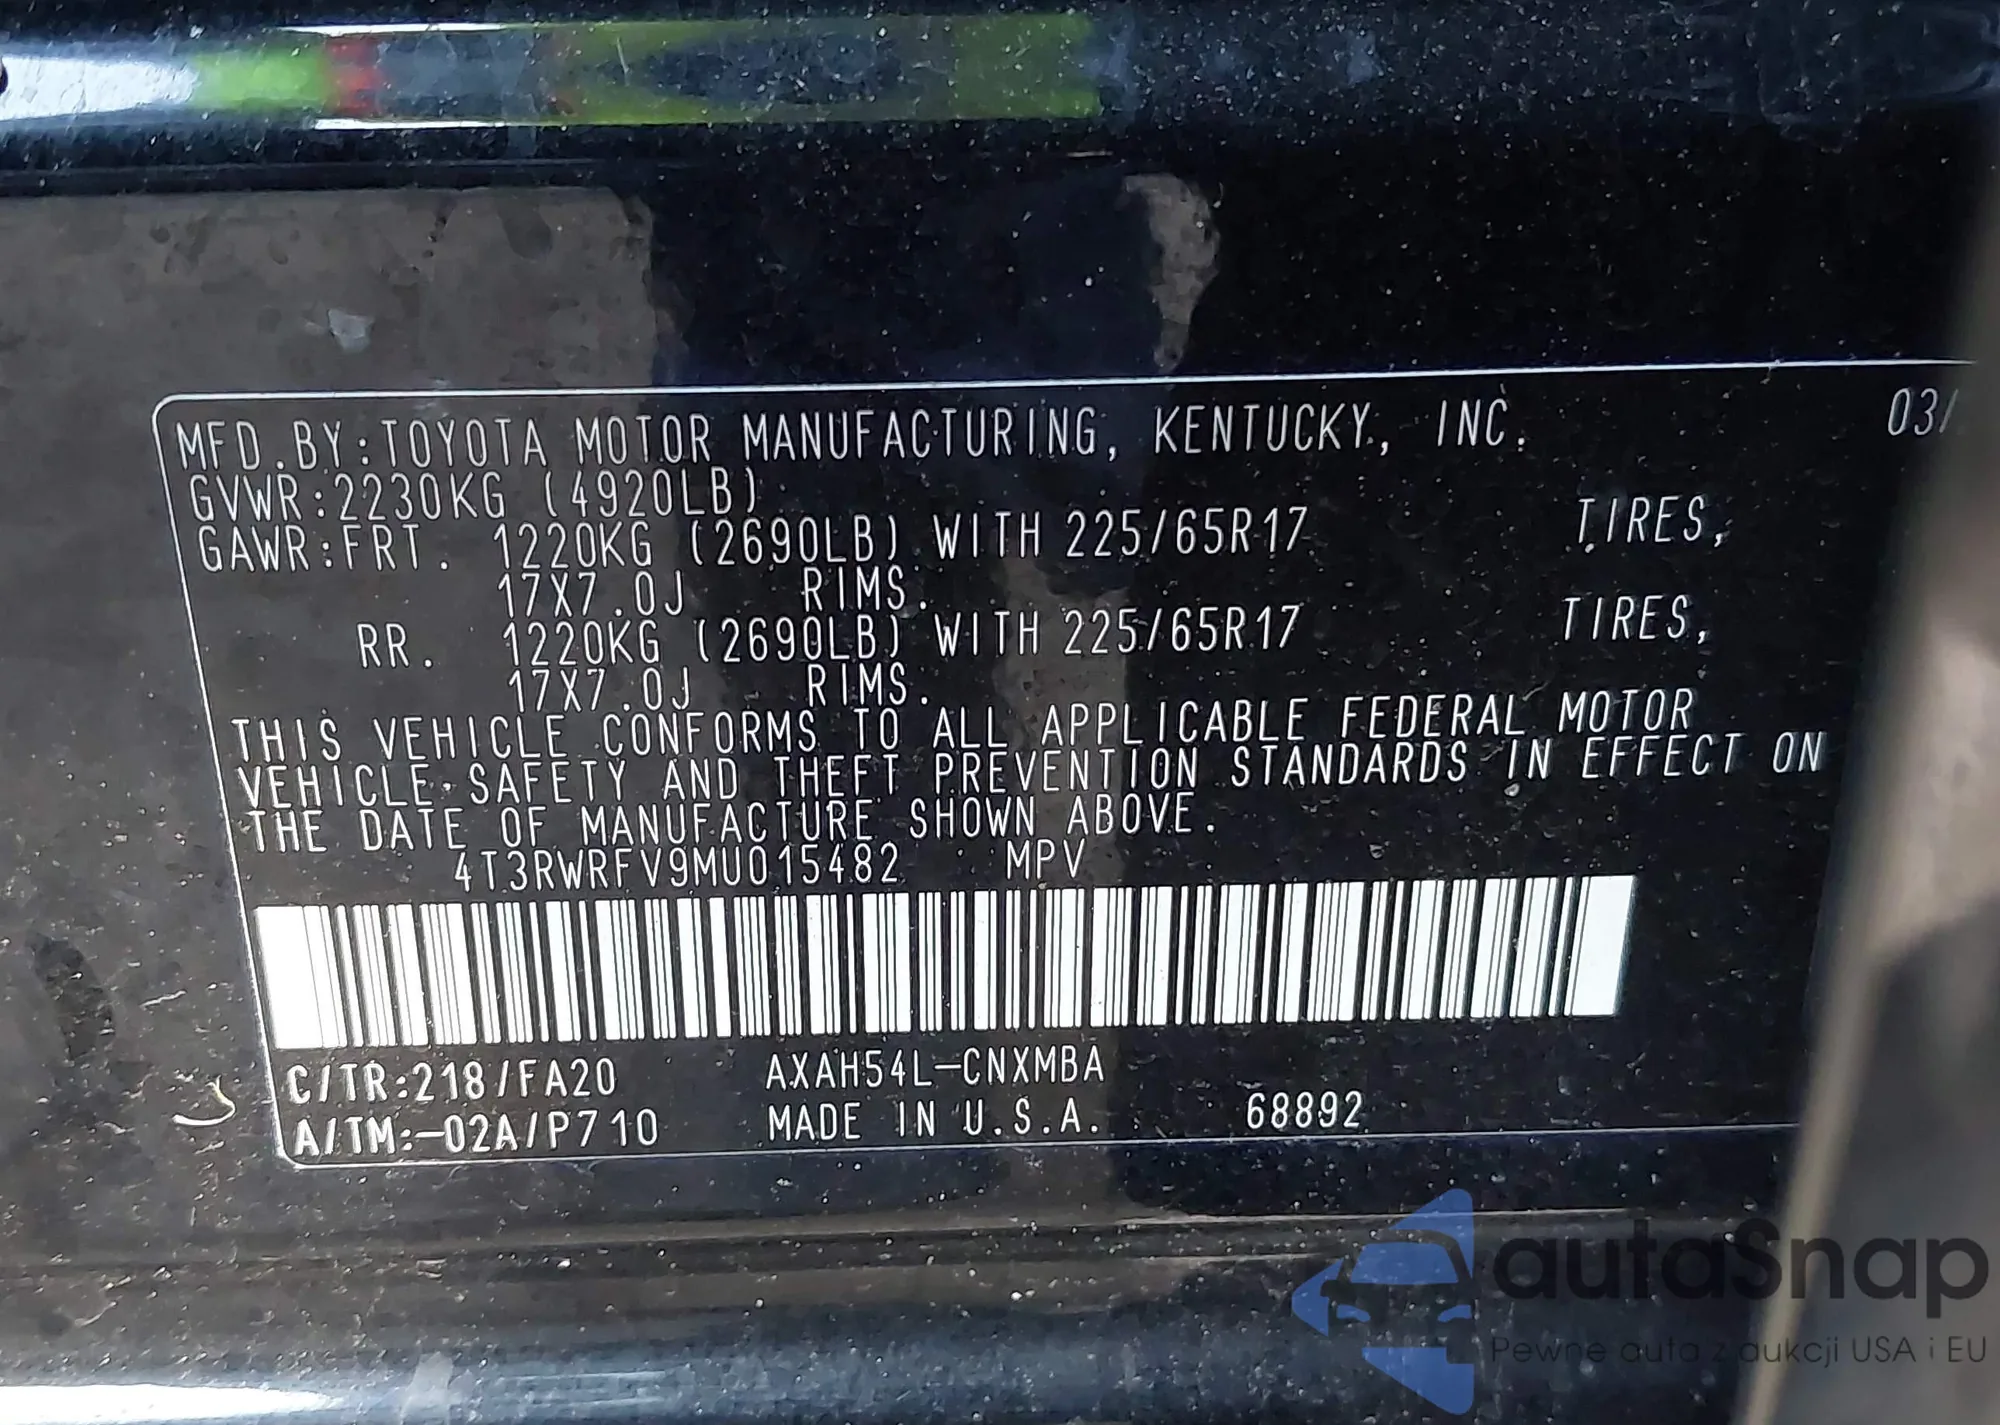 MFD.BY:TOYOTA MOTOR MANUFACTURING, KENTUCKY, INC. 03/
GVWR:2230KG (4920LB)
GAWR:FRT. 1220KG (2690LB) WITH 225/65R17 TIRES,
17X7.0J RIMS.
RR. 1220KG (2690LB) WITH 225/65R17 TIRES,
17X7.0J RIMS.
THIS VEHICLE CONFORMS TO ALL APPLICABLE FEDERAL MOTOR
VEHICLE SAFETY AND THEFT PREVENTION STANDARDS IN EFFECT ON
THE DATE OF MANUFACTURE SHOWN ABOVE.
4T3RWRFV9MU015482 MPV
C/TR:218/FA20 AXAH54L-CNXMBA
A/TM:-02A/P710 MADE IN U.S.A. 68892
autaSnap
Pewne auta z aukcji USA i EU